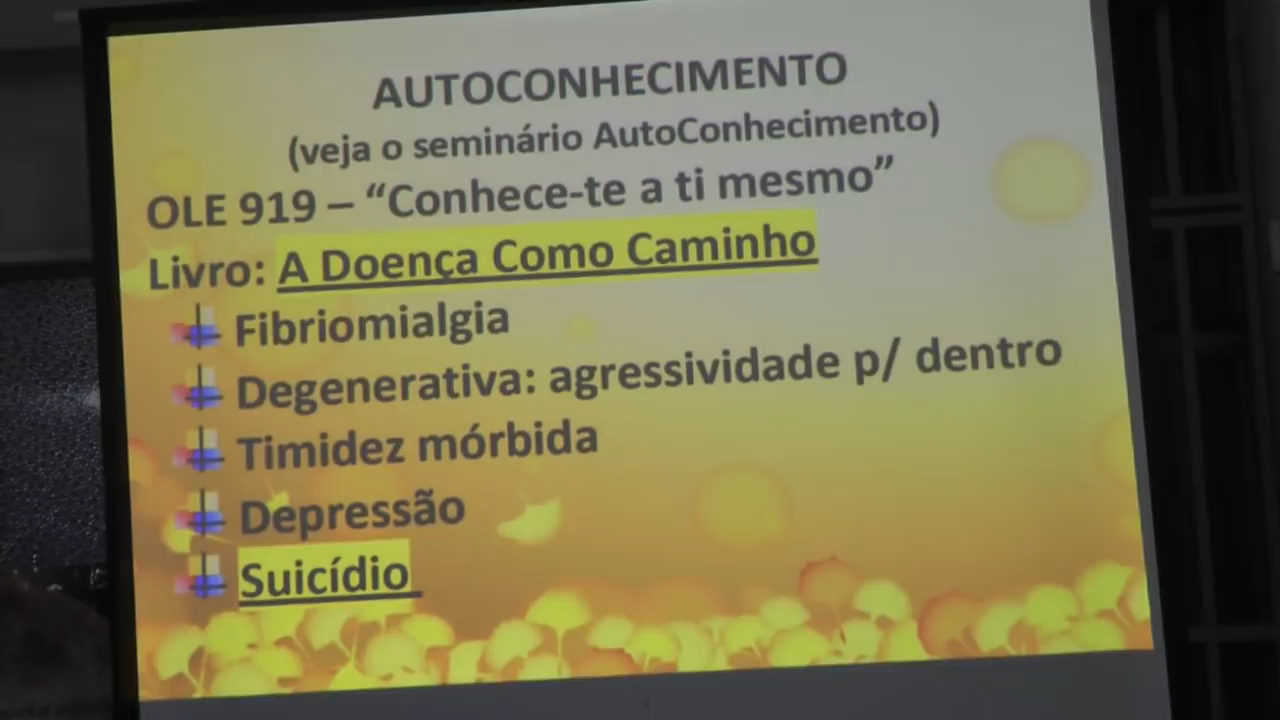 AUTOCONHECIMENTO
(veja o seminário AutoConhecimento)
OLE 919 – “Conhece-te a ti mesmo”
Livro: A Doença Como Caminho
Fibriomialgia
Degenerativa: agressividade p/ dentro
Timidez mórbida
Depressão
Suicídio